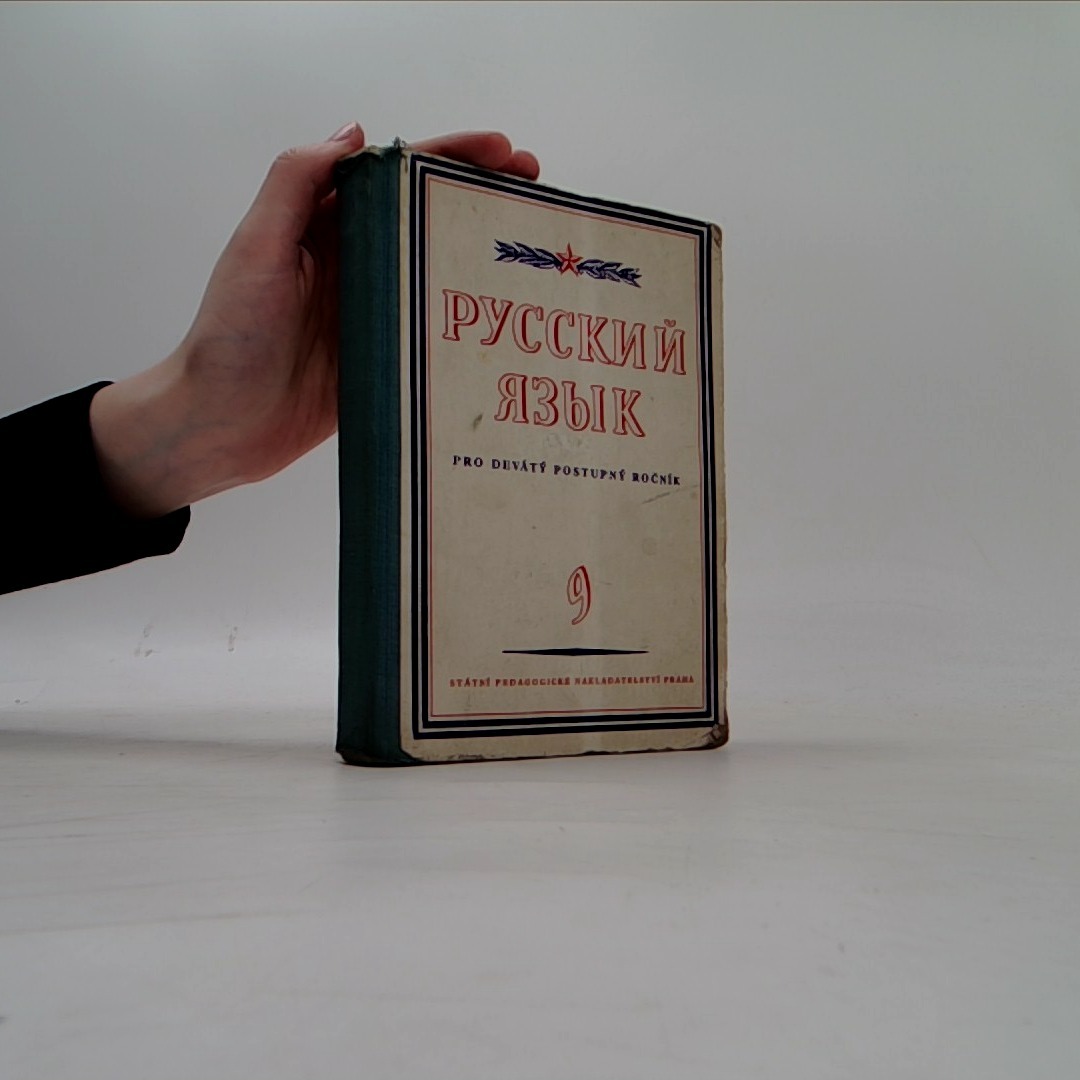 РУССКИЙ
ЯЗЫК
PRO DEVÁTÝ POSTUPNÝ ROČNÍK
9
STÁTNÍ PEDAGOGICKÉ NAKLADATELSTVÍ PRAHA